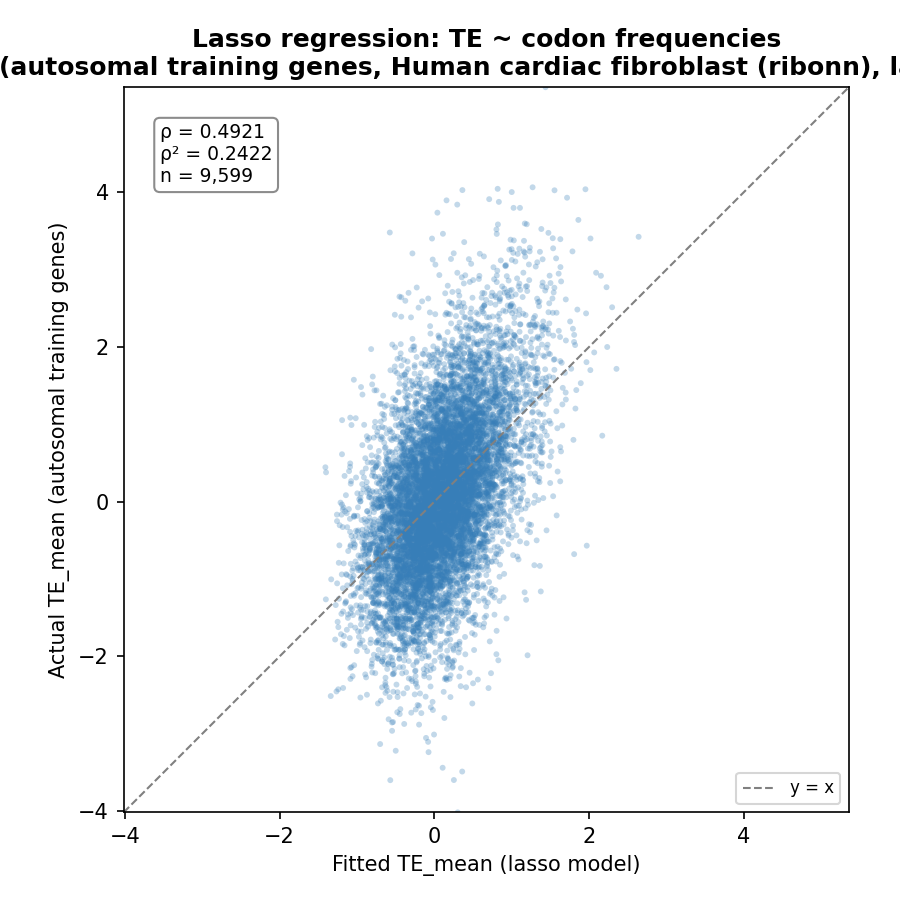 Lasso regression: TE ~ codon frequencies
(autosomal training genes, Human cardiac fibroblast (ribonn),
ρ = 0.4921
ρ² = 0.2422
n = 9,599
Actual TE_mean (autosomal training genes)
4
2
0
−2
−4
−4
−2
0
2
4
y = x
Fitted TE_mean (lasso model)